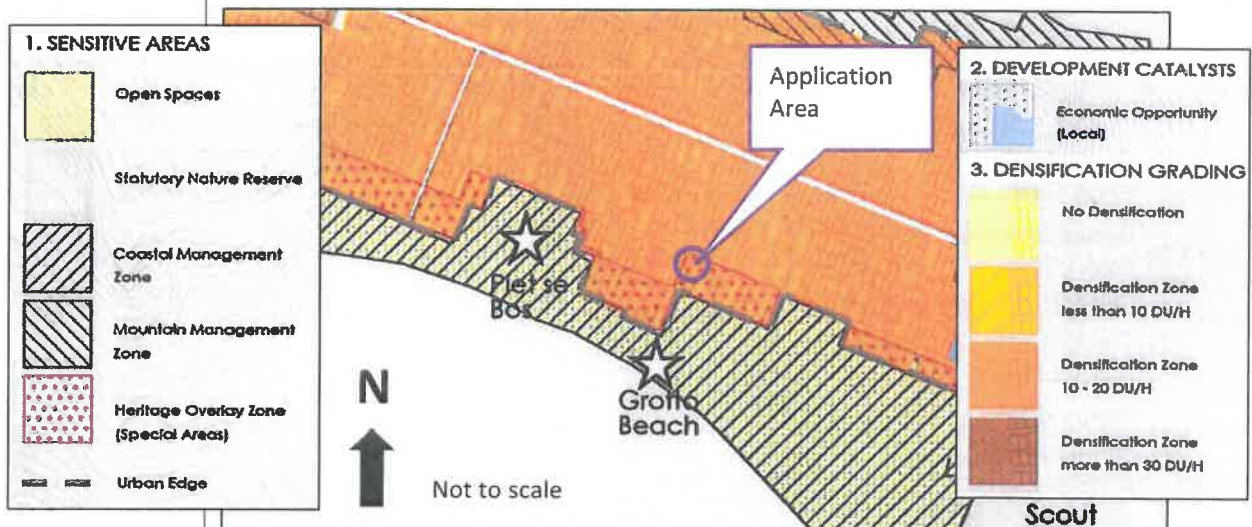 1. SENSITIVE AREAS
Open Spaces
Statutory Nature Reserve
Coastal Management
Zone
Mountain Management
Zone
Heritage Overlay Zone
(Special Areas)
Urban Edge
Application
Area
Piet se
Bos
Grotto
Beach
N
Not to scale
2. DEVELOPMENT CATALYSTS
Economic Opportunity
(Local)
3. DENSIFICATION GRADING
No Densification
Densification Zone
less than 10 DU/H
Densification Zone
10 - 20 DU/H
Densification Zone
more than 30 DU/H
Scout